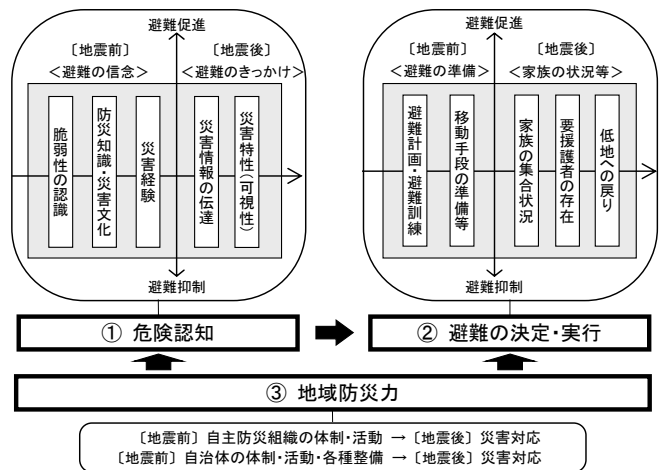 避難促進
〔地震前〕
<避難の信念>
〔地震後〕
<避難のきっかけ>
脆弱性の認識
防災知識・災害文化
災害経験
災害情報の伝達
災害特性(可視性)
避難抑制
① 危険認知
避難促進
〔地震前〕
<避難の準備>
〔地震後〕
<家族の状況等>
避難計画・避難訓練
移動手段の準備等
家族の集合状況
要援護者の存在
低地への戻り
避難抑制
② 避難の決定・実行
③ 地域防災力
〔地震前〕自主防災組織の体制・活動 → 〔地震後〕災害対応
〔地震前〕自治体の体制・活動・各種整備 → 〔地震後〕災害対応